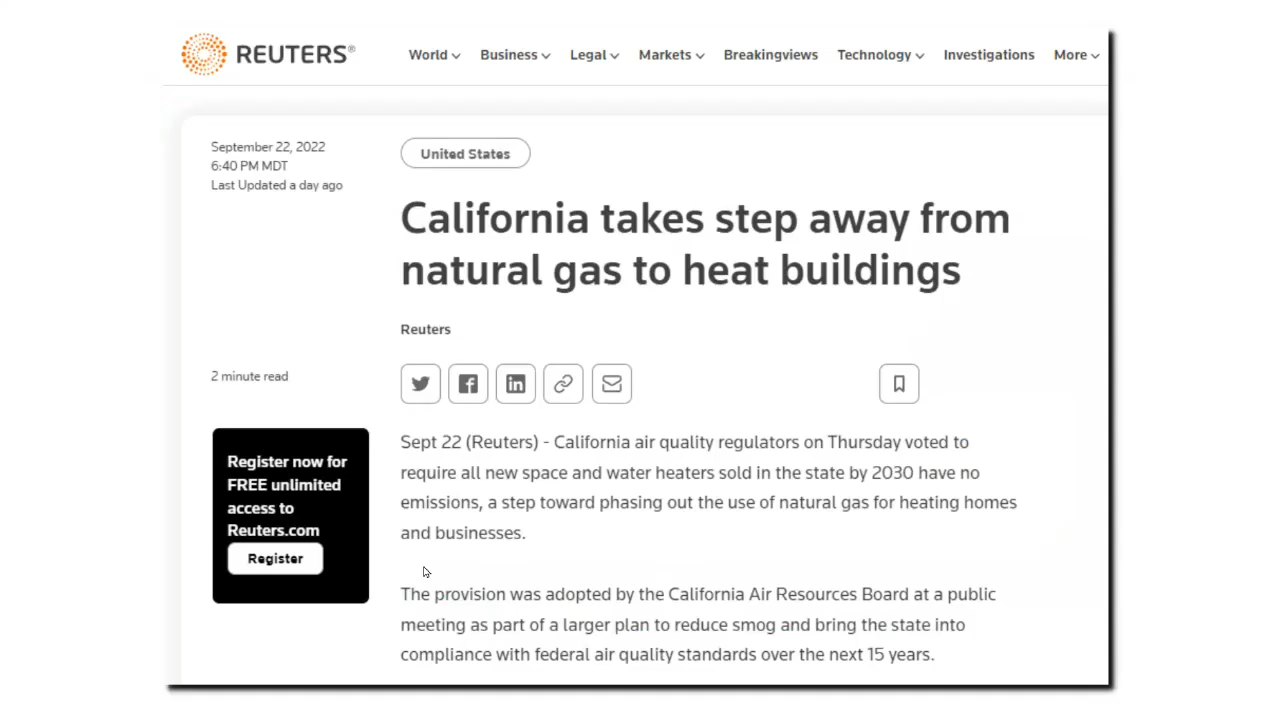 REUTERS®
World Business Legal Markets Breakingviews Technology Investigations More
September 22, 2022
6:40 PM MDT
Last Updated a day ago
United States
California takes step away from
natural gas to heat buildings
Reuters
2 minute read
Register now for
FREE unlimited
access to
Reuters.com
Register
Sept 22 (Reuters) - California air quality regulators on Thursday voted to
require all new space and water heaters sold in the state by 2030 have no
emissions, a step toward phasing out the use of natural gas for heating homes
and businesses.
The provision was adopted by the California Air Resources Board at a public
meeting as part of a larger plan to reduce smog and bring the state into
compliance with federal air quality standards over the next 15 years.